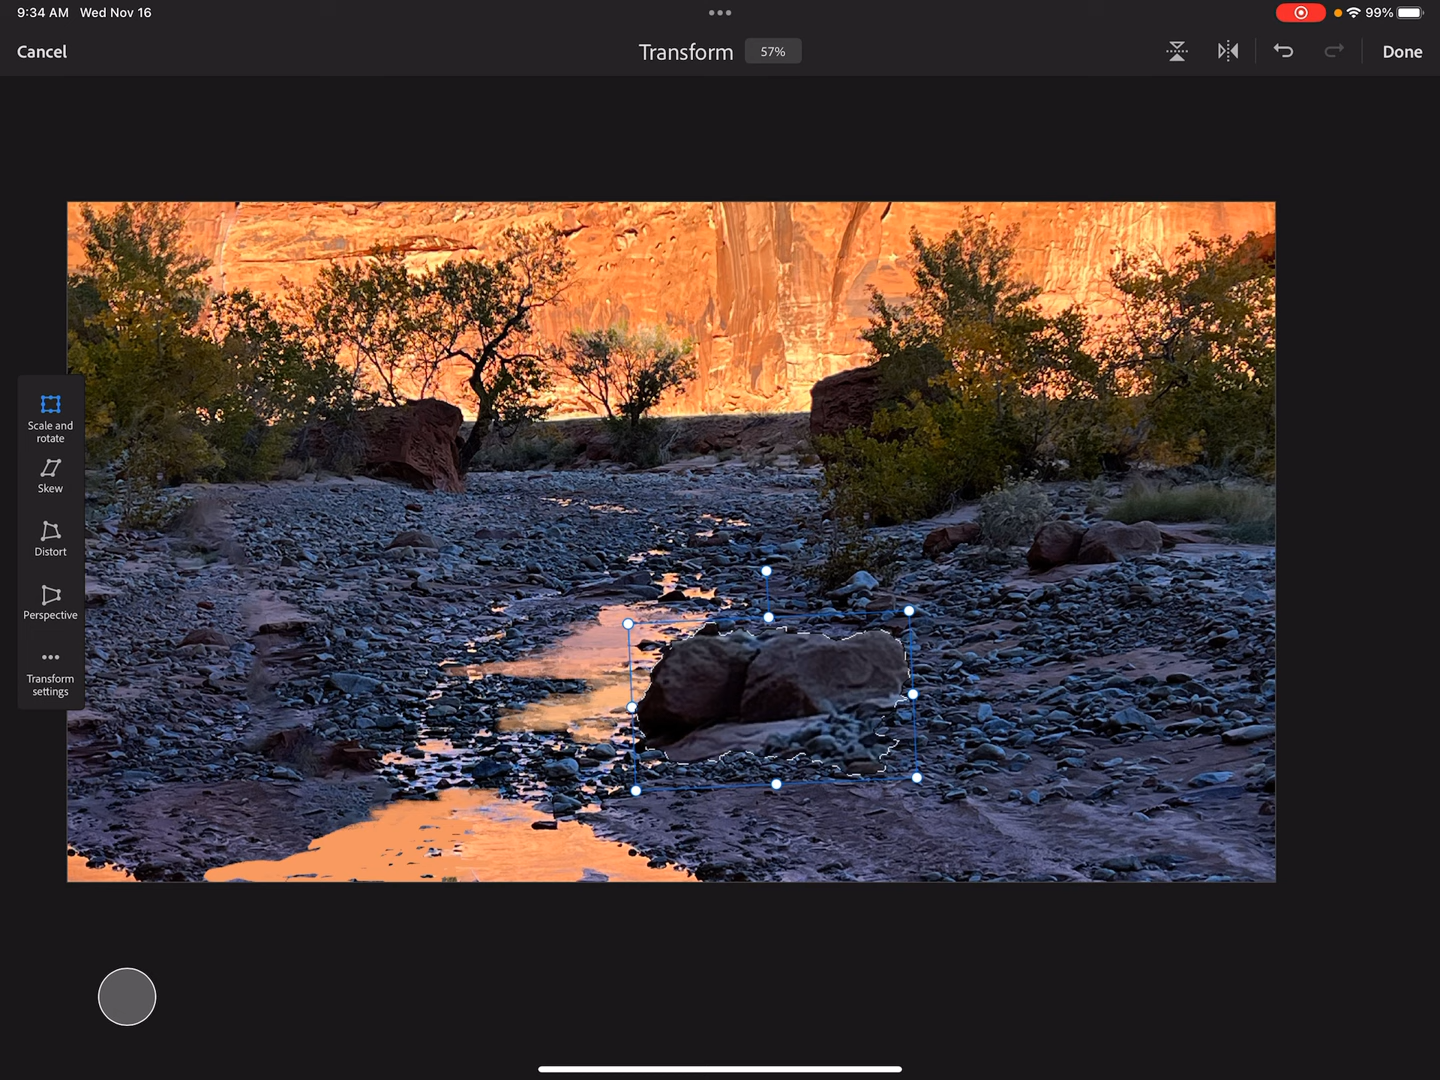 9:34 AM Wed Nov 16
99%
Cancel
Transform 57%
Done
Scale and
rotate
Skew
Distort
Perspective
Transform
settings